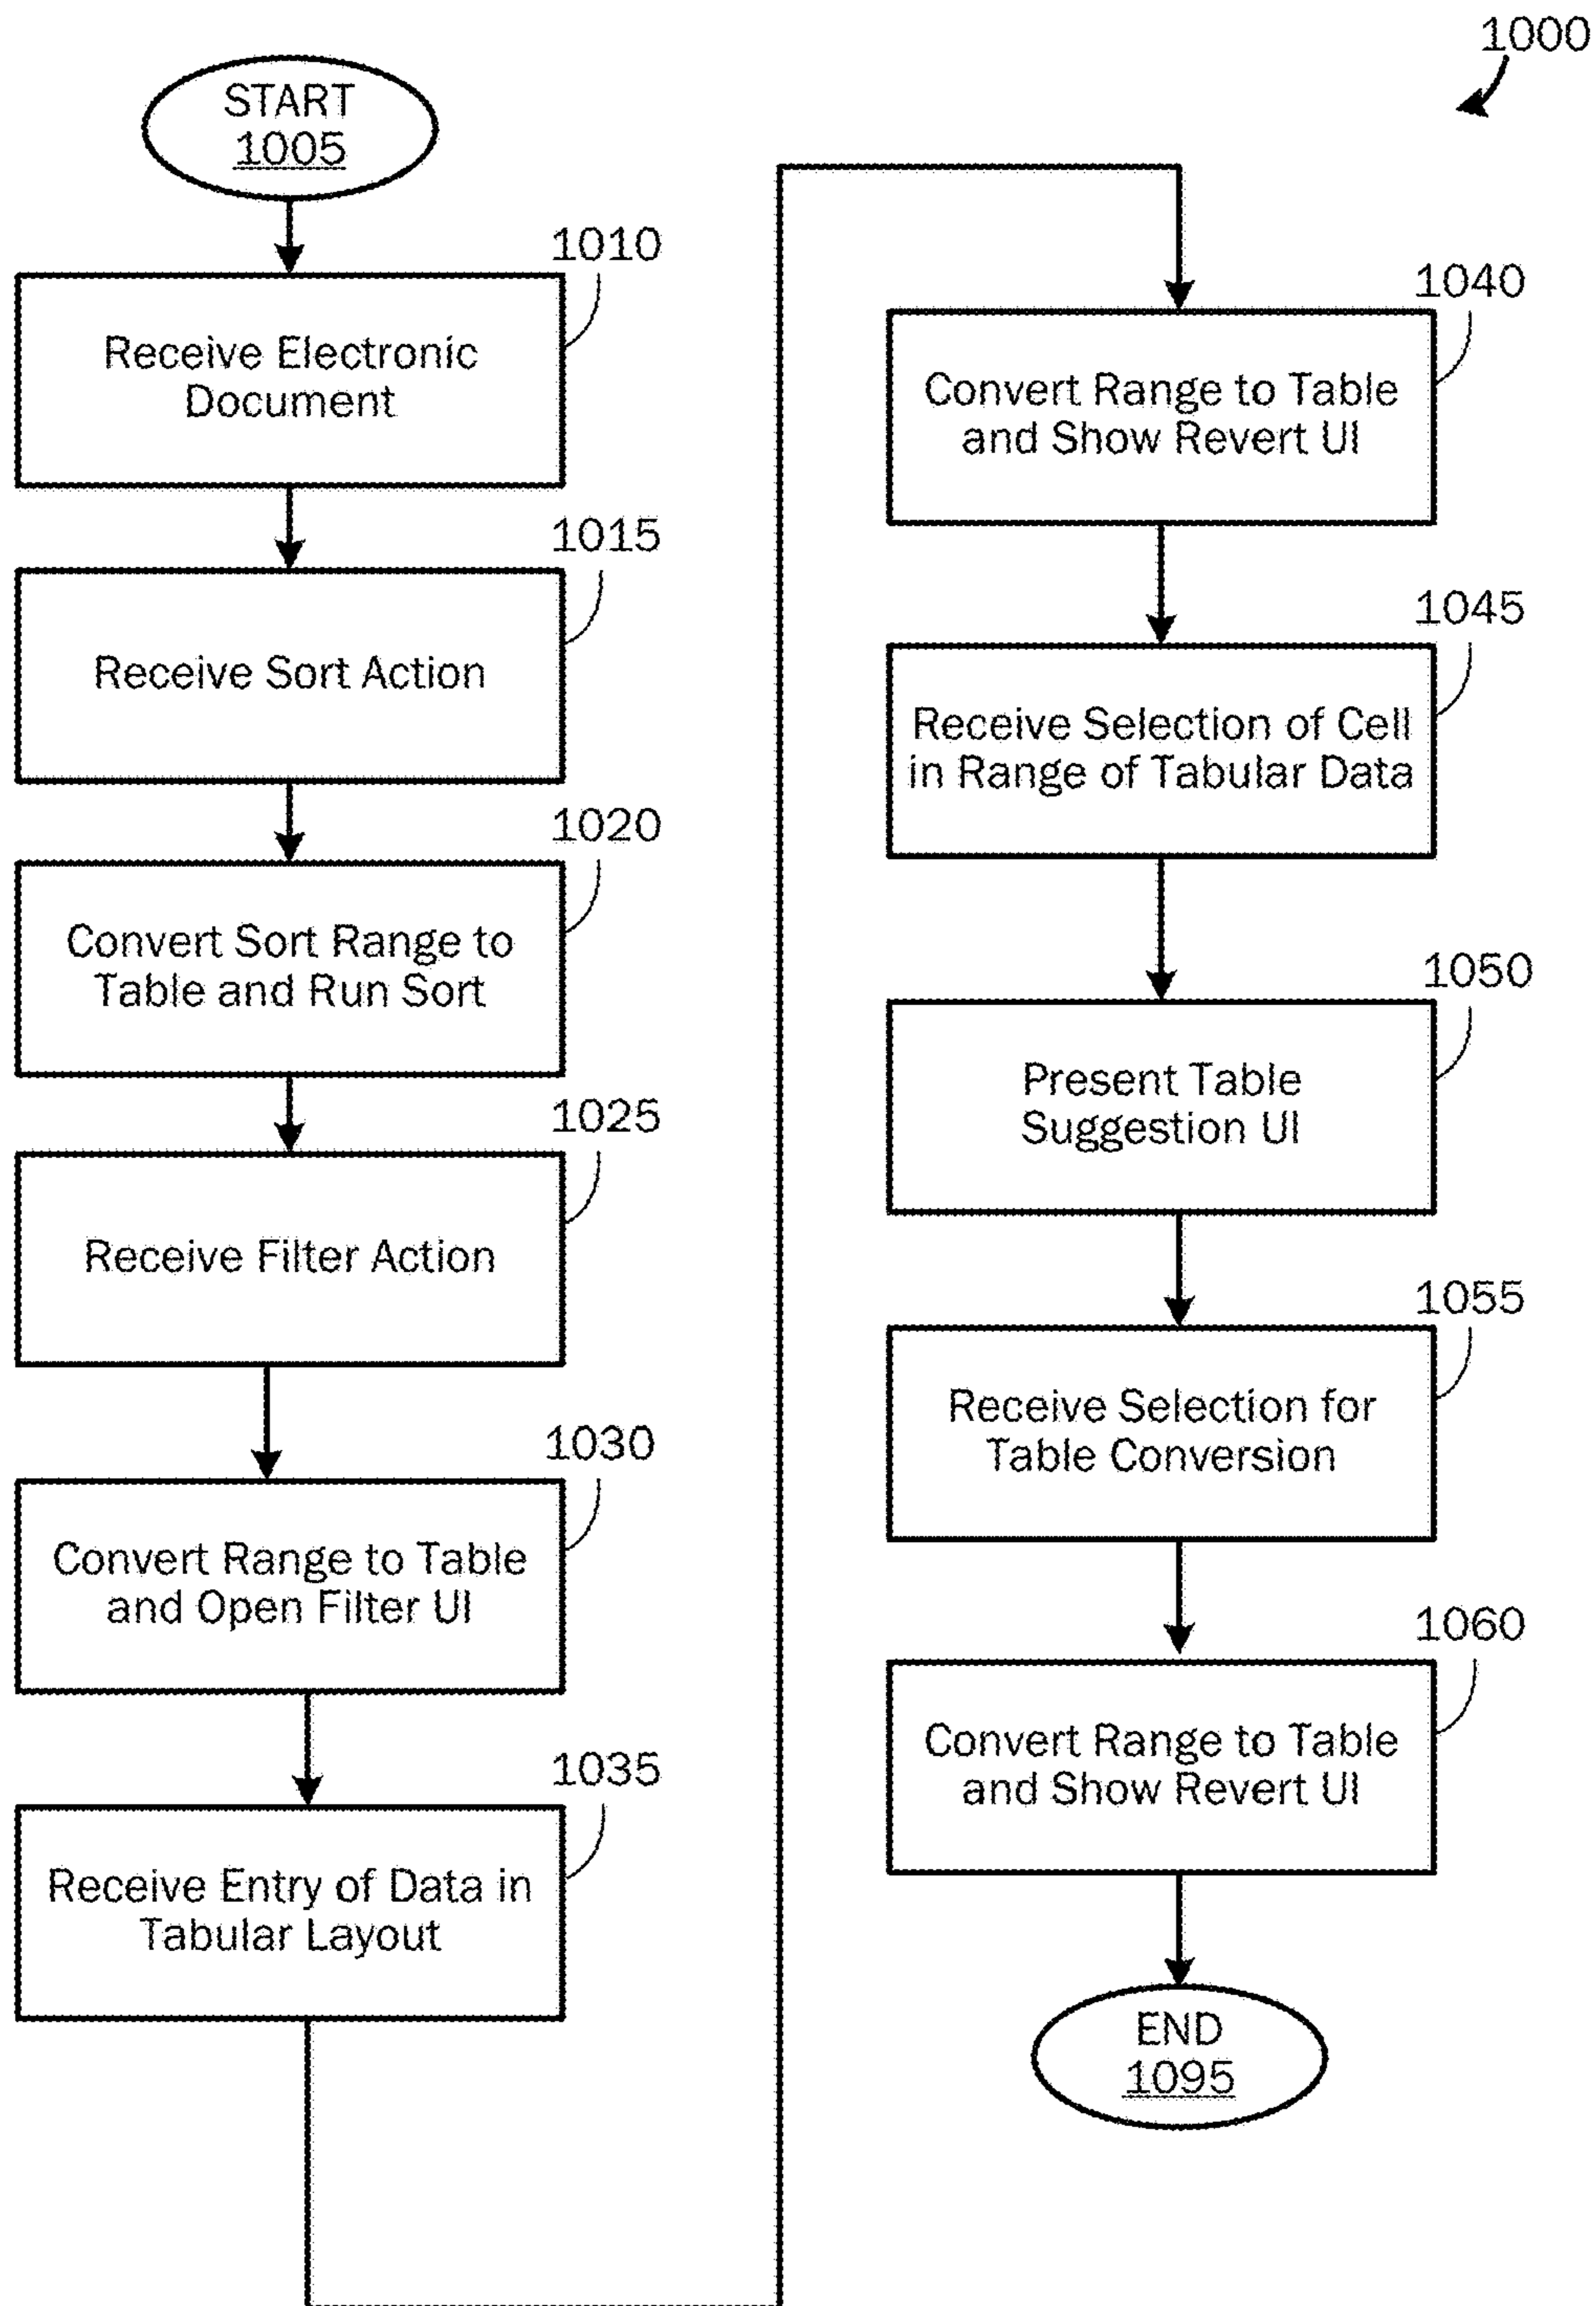 1000
START
1005
1010
Receive Electronic
Document
1015
Receive Sort Action
1020
Convert Sort Range to
Table and Run Sort
1025
Receive Filter Action
1030
Convert Range to Table
and Open Filter UI
1035
Receive Entry of Data in
Tabular Layout
1040
Convert Range to Table
and Show Revert UI
1045
Receive Selection of Cell
in Range of Tabular Data
1050
Present Table
Suggestion UI
1055
Receive Selection for
Table Conversion
1060
Convert Range to Table
and Show Revert UI
END
1095